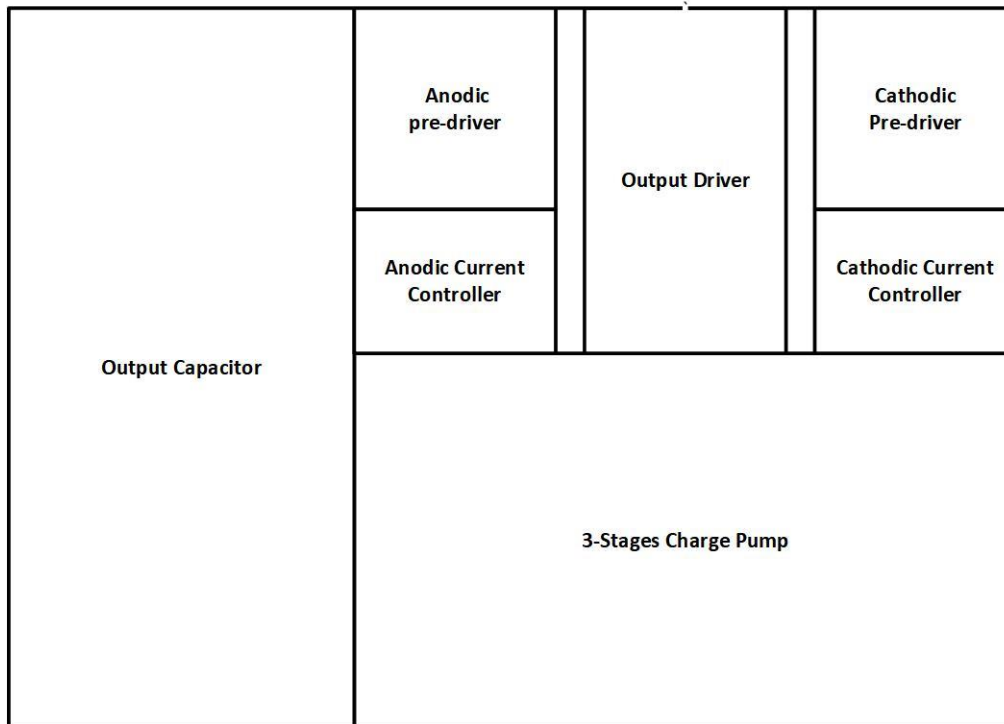 Anodic
pre-driver
Cathodic
Pre-driver
Output Driver
Anodic Current
Controller
Cathodic Current
Controller
Output Capacitor
3-Stages Charge Pump